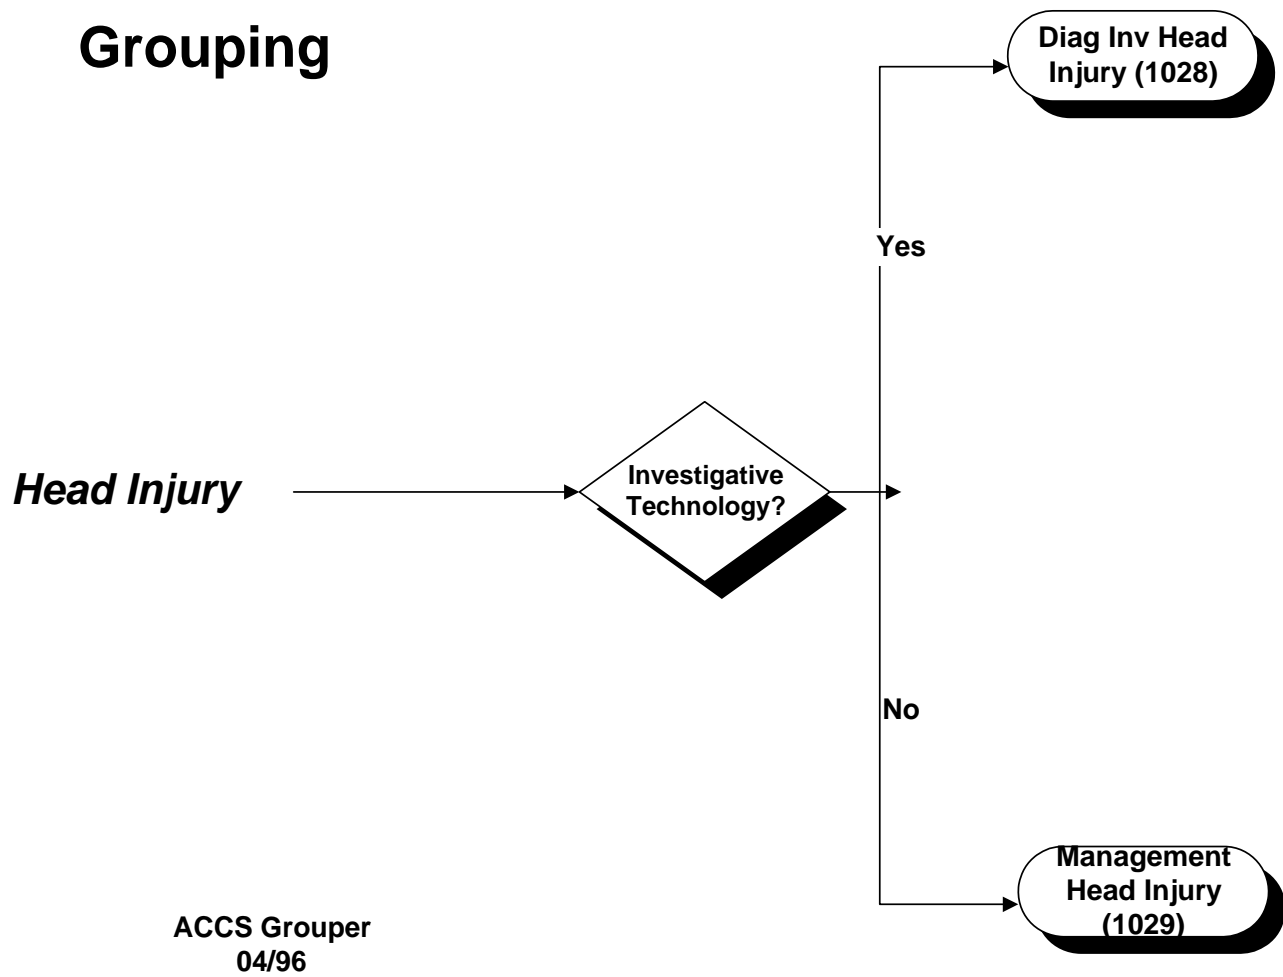 Grouping
Diag Inv Head
Injury (1028)
Yes
Head Injury
Investigative
Technology?
No
Management
Head Injury
(1029)
ACCS Grouper
04/96